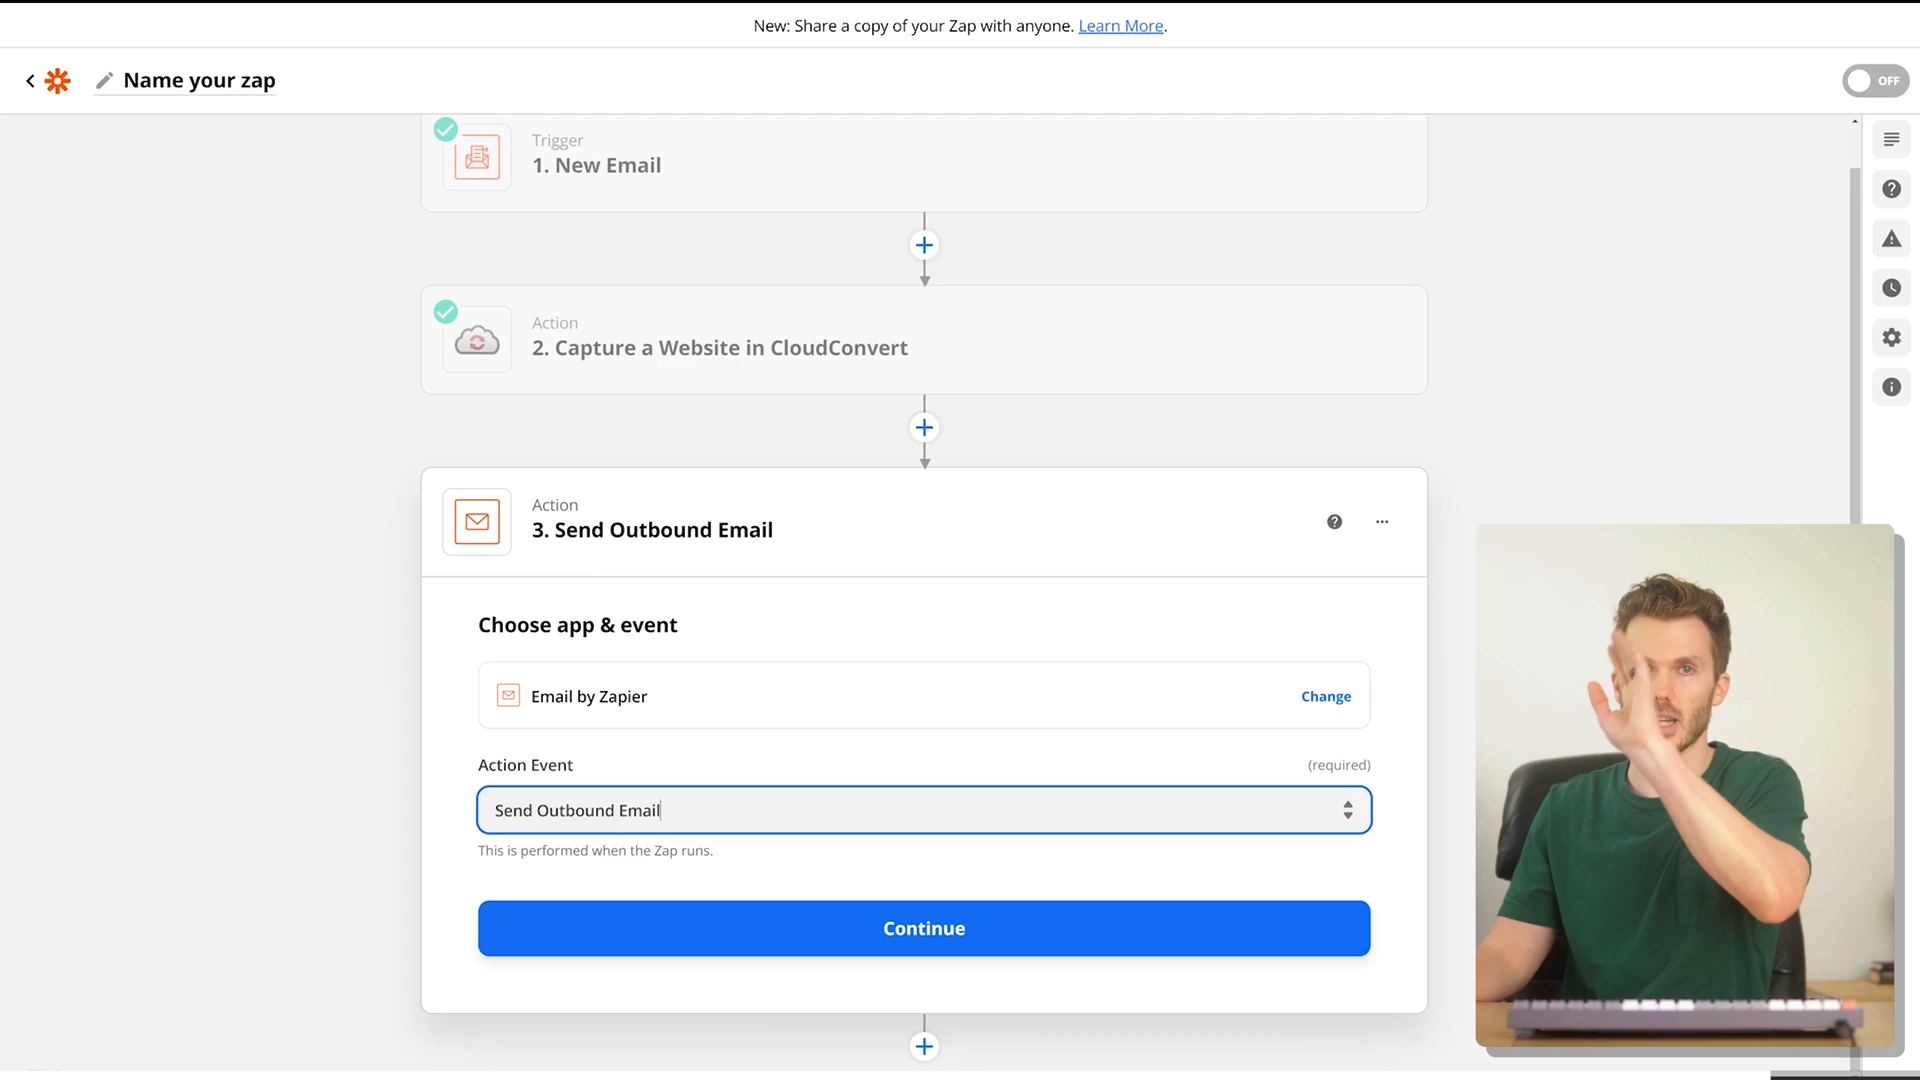 New: Share a copy of your Zap with anyone. Learn More.
Name your zap
OFF
Trigger
1. New Email
Action
2. Capture a Website in CloudConvert
Action
3. Send Outbound Email
Choose app & event
Email by Zapier
Change
Action Event
(required)
Send Outbound Email
This is performed when the Zap runs.
Continue